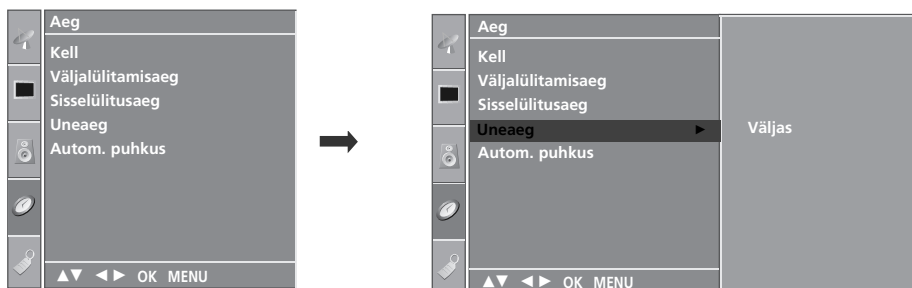 Aeg
Kell
Väljalülitamisaeg
Sisselülitusaeg
Uneaeg
Autom. puhkus
▲▼ ◄► OK MENU
Aeg
Kell
Väljalülitamisaeg
Sisselülitusaeg
Uneaeg ► Väljas
Autom. puhkus
▲▼ ◄► OK MENU